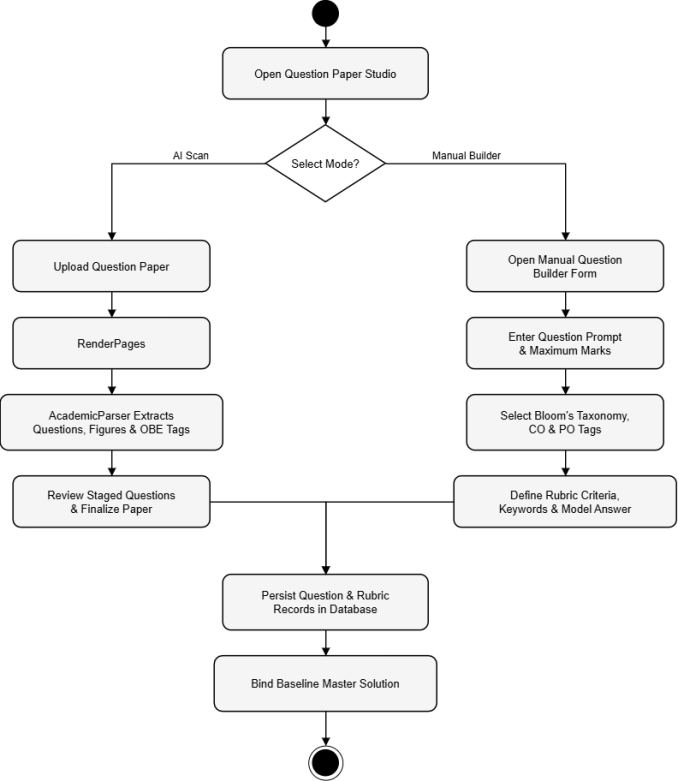 Open Question Paper Studio
Select Mode?
AI Scan
Manual Builder
Upload Question Paper
RenderPages
AcademicParser Extracts
Questions, Figures & OBE Tags
Review Staged Questions
& Finalize Paper
Open Manual Question
Builder Form
Enter Question Prompt
& Maximum Marks
Select Bloom's Taxonomy,
CO & PO Tags
Define Rubric Criteria,
Keywords & Model Answer
Persist Question & Rubric
Records in Database
Bind Baseline Master Solution